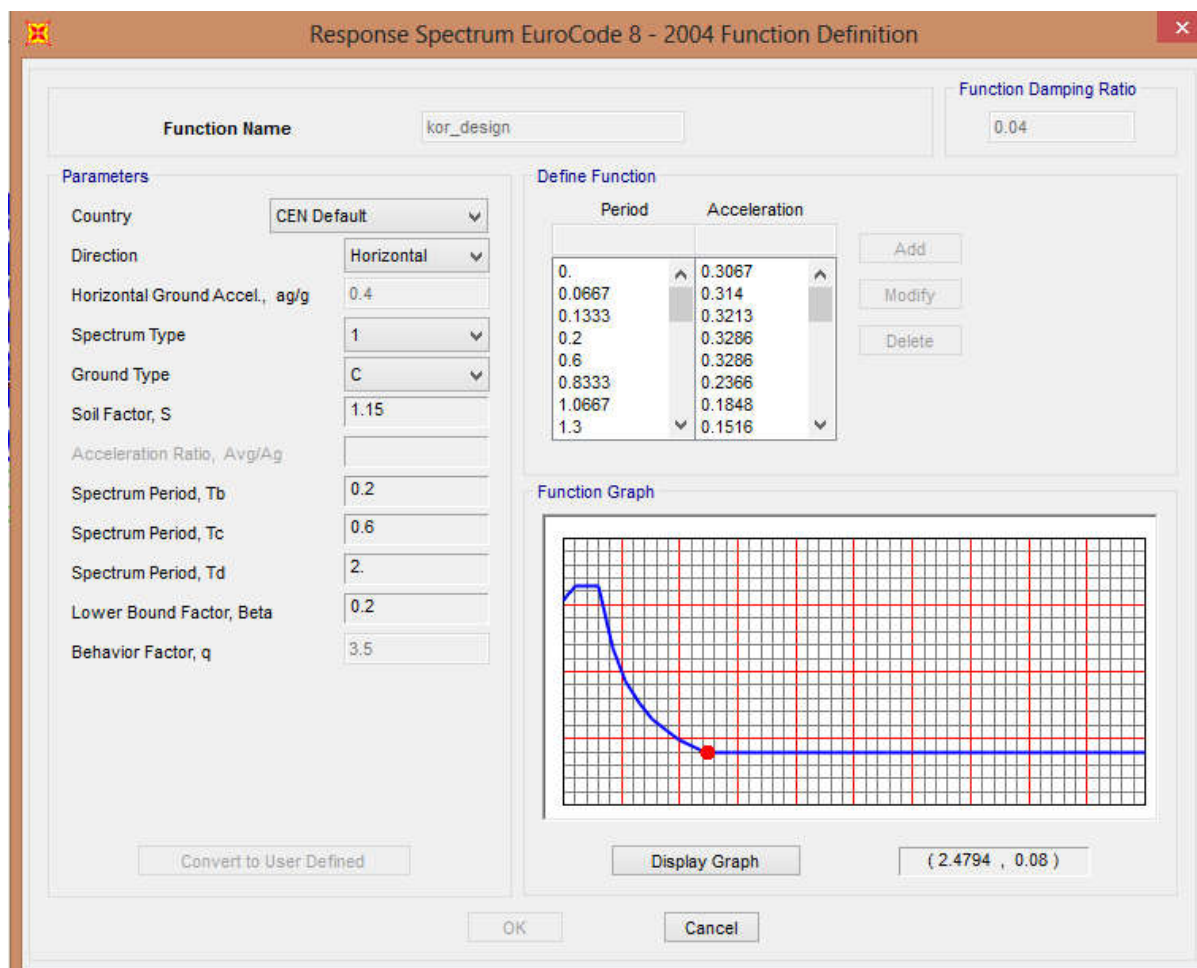 Response Spectrum EuroCode 8 - 2004 Function Definition
Function Damping Ratio
Function Name kor_design 0.04
Parameters
Country CEN Default
Direction Horizontal
Horizontal Ground Accel., ag/g 0.4
Spectrum Type 1
Ground Type C
Soil Factor, S 1.15
Acceleration Ratio, Avg/Ag
Spectrum Period, Tb 0.2
Spectrum Period, Tc 0.6
Spectrum Period, Td 2.
Lower Bound Factor, Beta 0.2
Behavior Factor, q 3.5
Convert to User Defined
Define Function
Period Acceleration
0. 0.3067
0.0667 0.314
0.1333 0.3213
0.2 0.3286
0.6 0.3286
0.8333 0.2366
1.0667 0.1848
1.3 0.1516
Add
Modify
Delete
Function Graph
Display Graph (2.4794 , 0.08 )
OK Cancel